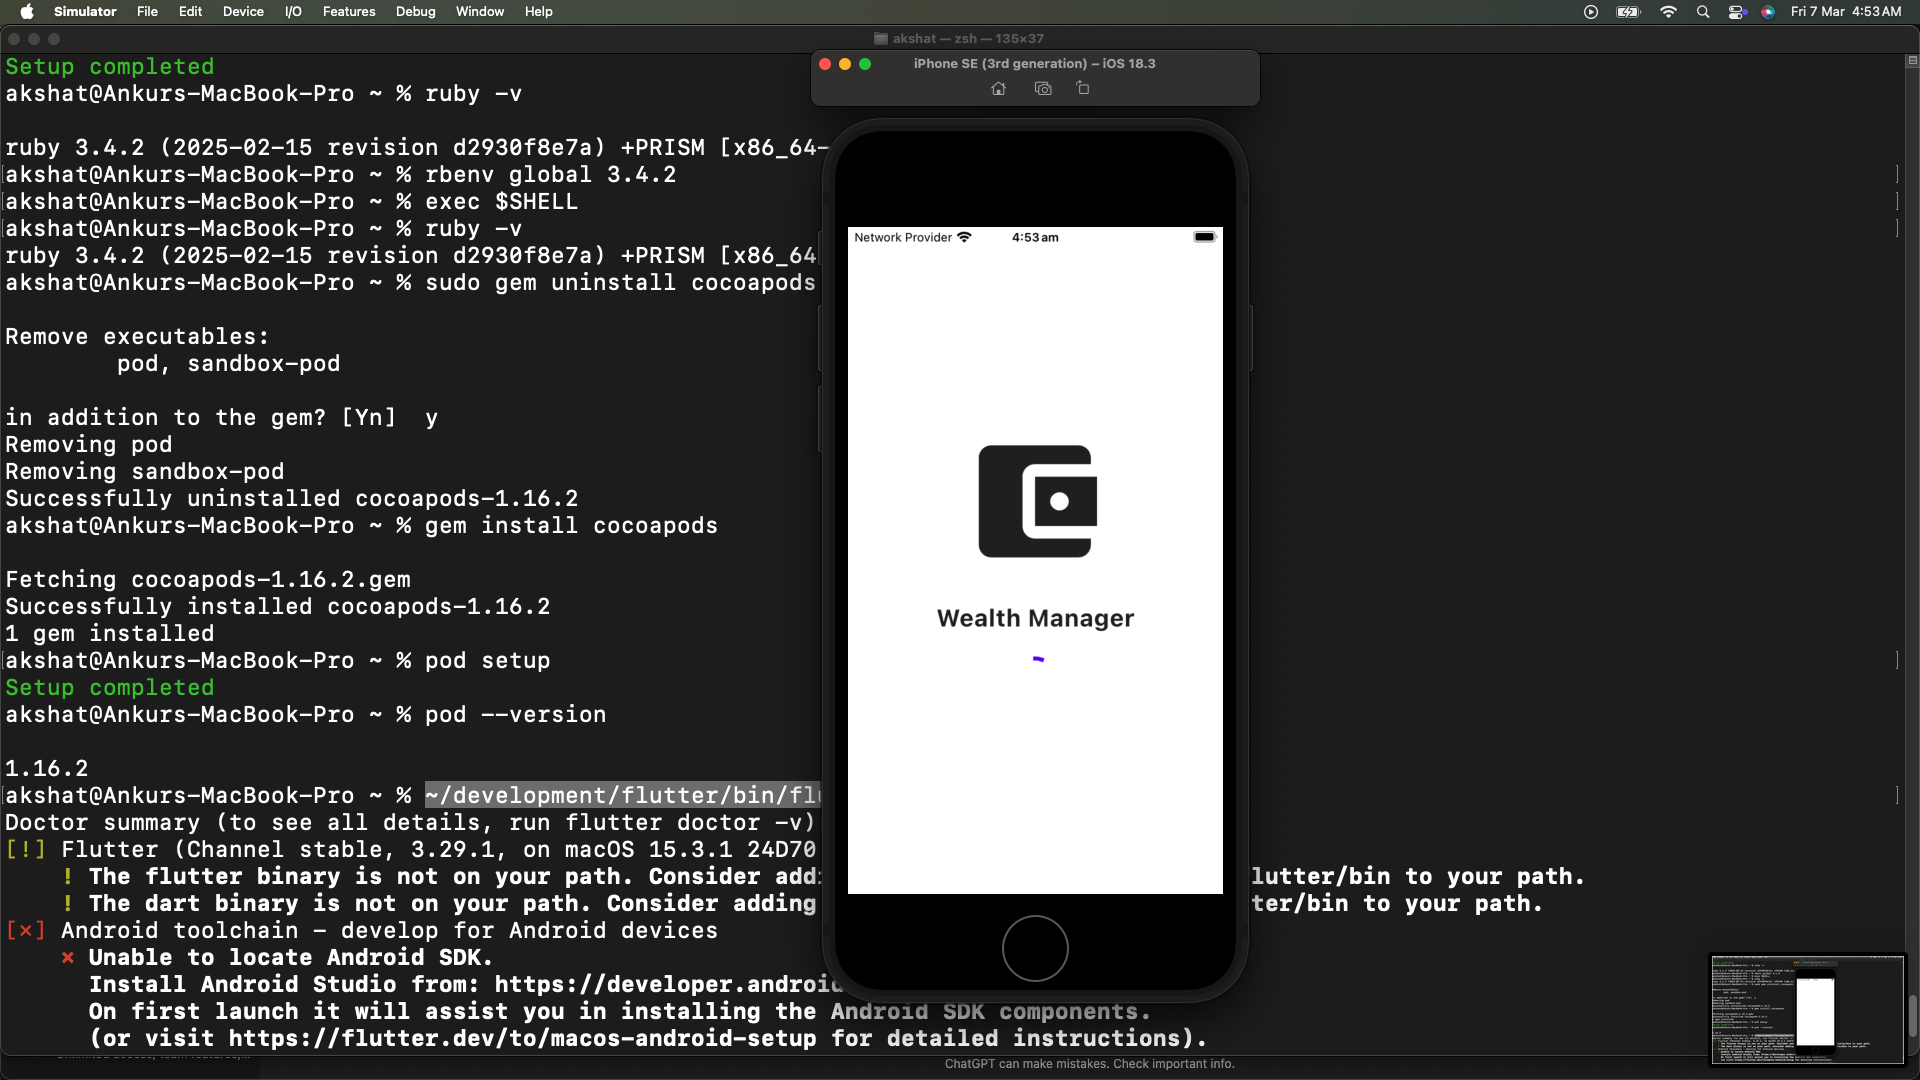 Simulator File Edit Device I/O Features Debug Window Help Fri 7 Mar 4:53 AM
akshat — zsh — 135×37
Setup completed
akshat@Ankurs-MacBook-Pro ~ % ruby -v
ruby 3.4.2 (2025-02-15 revision d2930f8e7a) +PRISM [x86_64-
akshat@Ankurs-MacBook-Pro ~ % rbenv global 3.4.2
akshat@Ankurs-MacBook-Pro ~ % exec $SHELL
akshat@Ankurs-MacBook-Pro ~ % ruby -v
ruby 3.4.2 (2025-02-15 revision d2930f8e7a) +PRISM [x86_64
akshat@Ankurs-MacBook-Pro ~ % sudo gem uninstall cocoapods
Remove executables:
pod, sandbox-pod
in addition to the gem? [Yn] y
Removing pod
Removing sandbox-pod
Successfully uninstalled cocoapods-1.16.2
akshat@Ankurs-MacBook-Pro ~ % gem install cocoapods
Fetching cocoapods-1.16.2.gem
Successfully installed cocoapods-1.16.2
1 gem installed
akshat@Ankurs-MacBook-Pro ~ % pod setup
Setup completed
akshat@Ankurs-MacBook-Pro ~ % pod --version
1.16.2
akshat@Ankurs-MacBook-Pro ~ % ~/development/flutter/bin/flu
Doctor summary (to see all details, run flutter doctor -v)
[!] Flutter (Channel stable, 3.29.1, on macOS 15.3.1 24D70
! The flutter binary is not on your path. Consider add lutter/bin to your path.
! The dart binary is not on your path. Consider adding ter/bin to your path.
[✗] Android toolchain - develop for Android devices
✗ Unable to locate Android SDK.
Install Android Studio from: https://developer.androi
On first launch it will assist you in installing the Android SDK components.
(or visit https://flutter.dev/to/macos-android-setup for detailed instructions).
iPhone SE (3rd generation) – iOS 18.3
Network Provider 4:53 am
Wealth Manager
ChatGPT can make mistakes. Check important info.